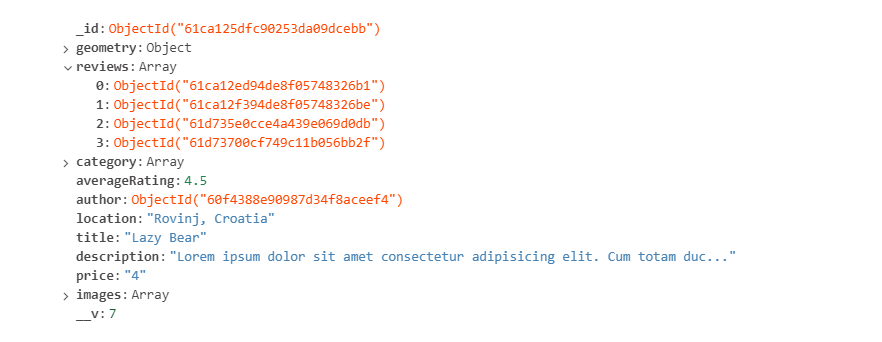 _id: ObjectId("61ca125dfc90253da09dcebb")
geometry: Object
reviews: Array
0: ObjectId("61ca12ed94de8f05748326b1")
1: ObjectId("61ca12f394de8f05748326be")
2: ObjectId("61d735e0cce4a439e069d0db")
3: ObjectId("61d73700cf749c11b056bb2f")
category: Array
averageRating: 4.5
author: ObjectId("60f4388e90987d34f8aceef4")
location: "Rovinj, Croatia"
title: "Lazy Bear"
description: "Lorem ipsum dolor sit amet consectetur adipisicing elit. Cum totam duc..."
price: "4"
images: Array
__v: 7